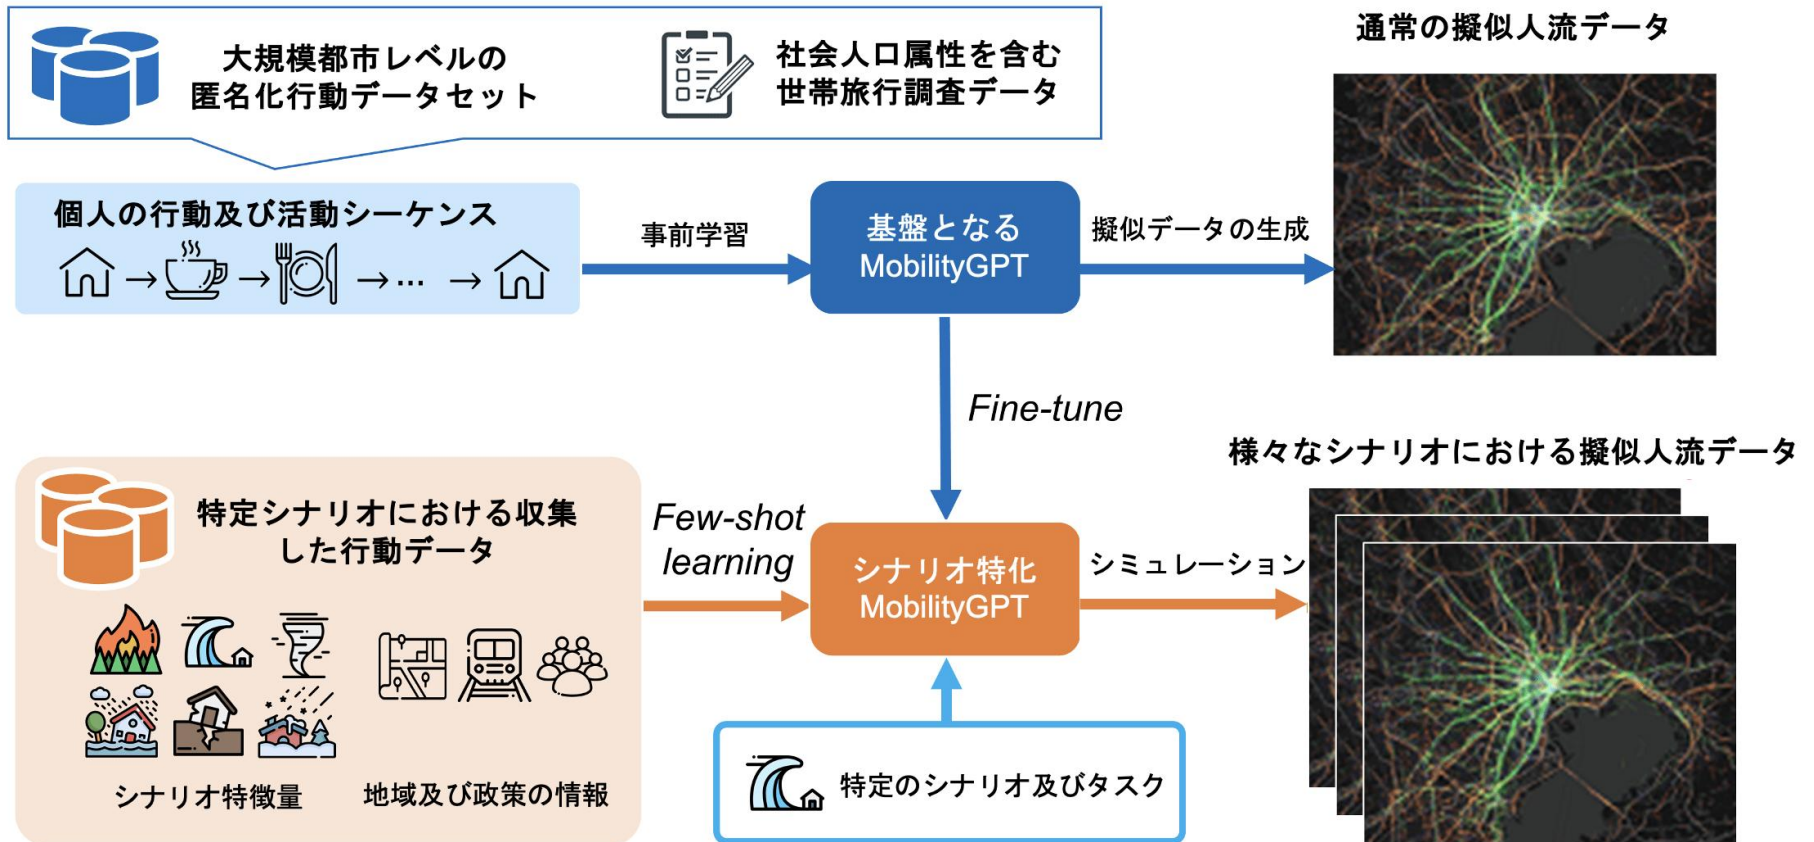 大規模都市レベルの
匿名化行動データセット
社会人口属性を含む
世帯旅行調査データ
通常の擬似人流データ
個人の行動及び活動シーケンス
...
事前学習
基盤となる
MobilityGPT
擬似データの生成
Fine-tune
様々なシナリオにおける擬似人流データ
特定シナリオにおける収集
した行動データ
Few-shot
learning
シナリオ特化
MobilityGPT
シミュレーション
シナリオ特徴量
地域及び政策の情報
特定のシナリオ及びタスク